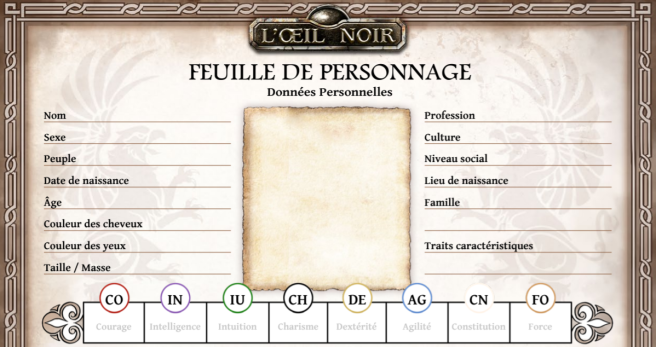 L'ŒIL NOIR
FEUILLE DE PERSONNAGE
Données Personnelles
Nom
Sexe
Peuple
Date de naissance
Âge
Couleur des cheveux
Couleur des yeux
Taille / Masse
Profession
Culture
Niveau social
Lieu de naissance
Famille
Traits caractéristiques
CO IN IU CH DE AG CN FO
Courage Intelligence Intuition Charisme Dextérité Agilité Constitution Force